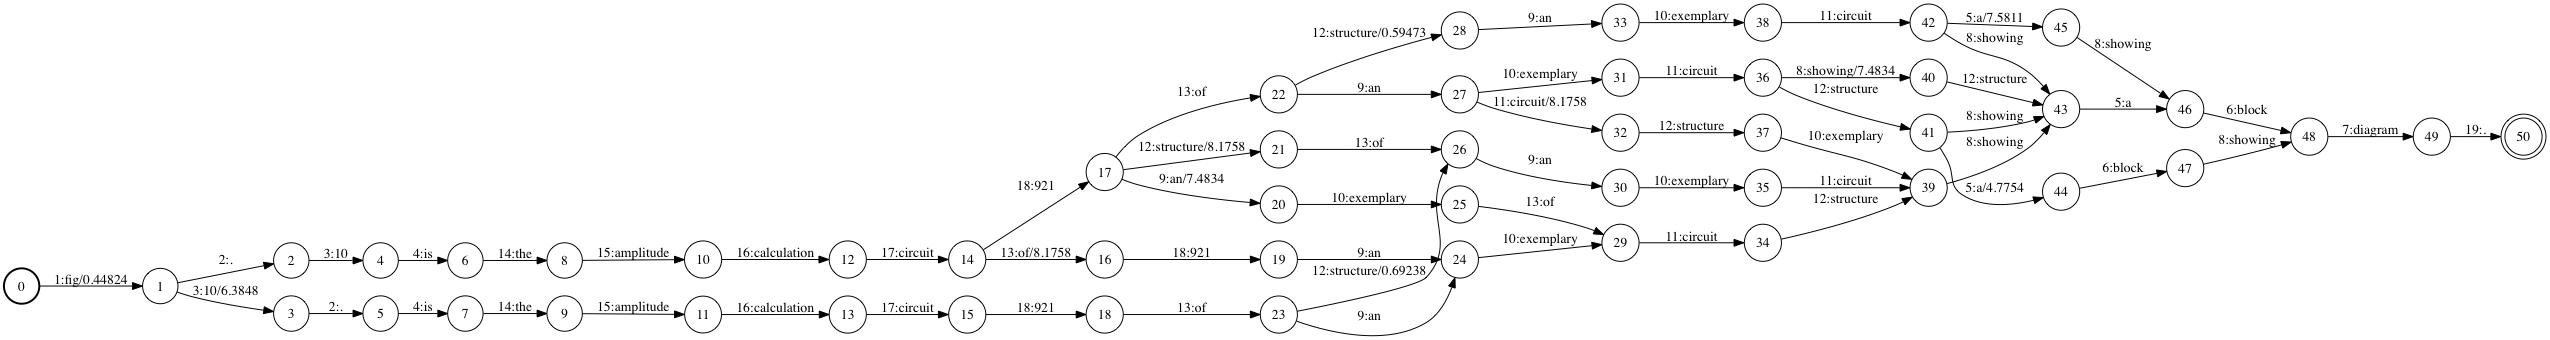 12:structure/0.59473
28
9:an
33
10:exemplary
38
11:circuit
42
5:a/7.5811
45
8:showing
8:showing
13:of
22
9:an
27
10:exemplary
31
11:circuit
36
8:showing/7.4834
40
12:structure
12:structure
11:circuit/8.1758
32
12:structure
37
10:exemplary
41
8:showing
43
5:a
46
6:block
48
7:diagram
49
19:.
50
17
12:structure/8.1758
21
13:of
26
9:an
30
10:exemplary
35
11:circuit
39
8:showing
5:a/4.7754
44
6:block
47
8:showing
9:an/7.4834
20
10:exemplary
25
13:of
29
11:circuit
34
12:structure
18:921
0
1:fig/0.44824
1
2:.
2
3:10
4
4:is
6
14:the
8
15:amplitude
10
16:calculation
12
17:circuit
14
13:of/8.1758
16
18:921
19
9:an
24
10:exemplary
3:10/6.3848
3
2:.
5
4:is
7
14:the
9
15:amplitude
11
16:calculation
13
17:circuit
15
18:921
18
13:of
23
12:structure/0.69238
9:an